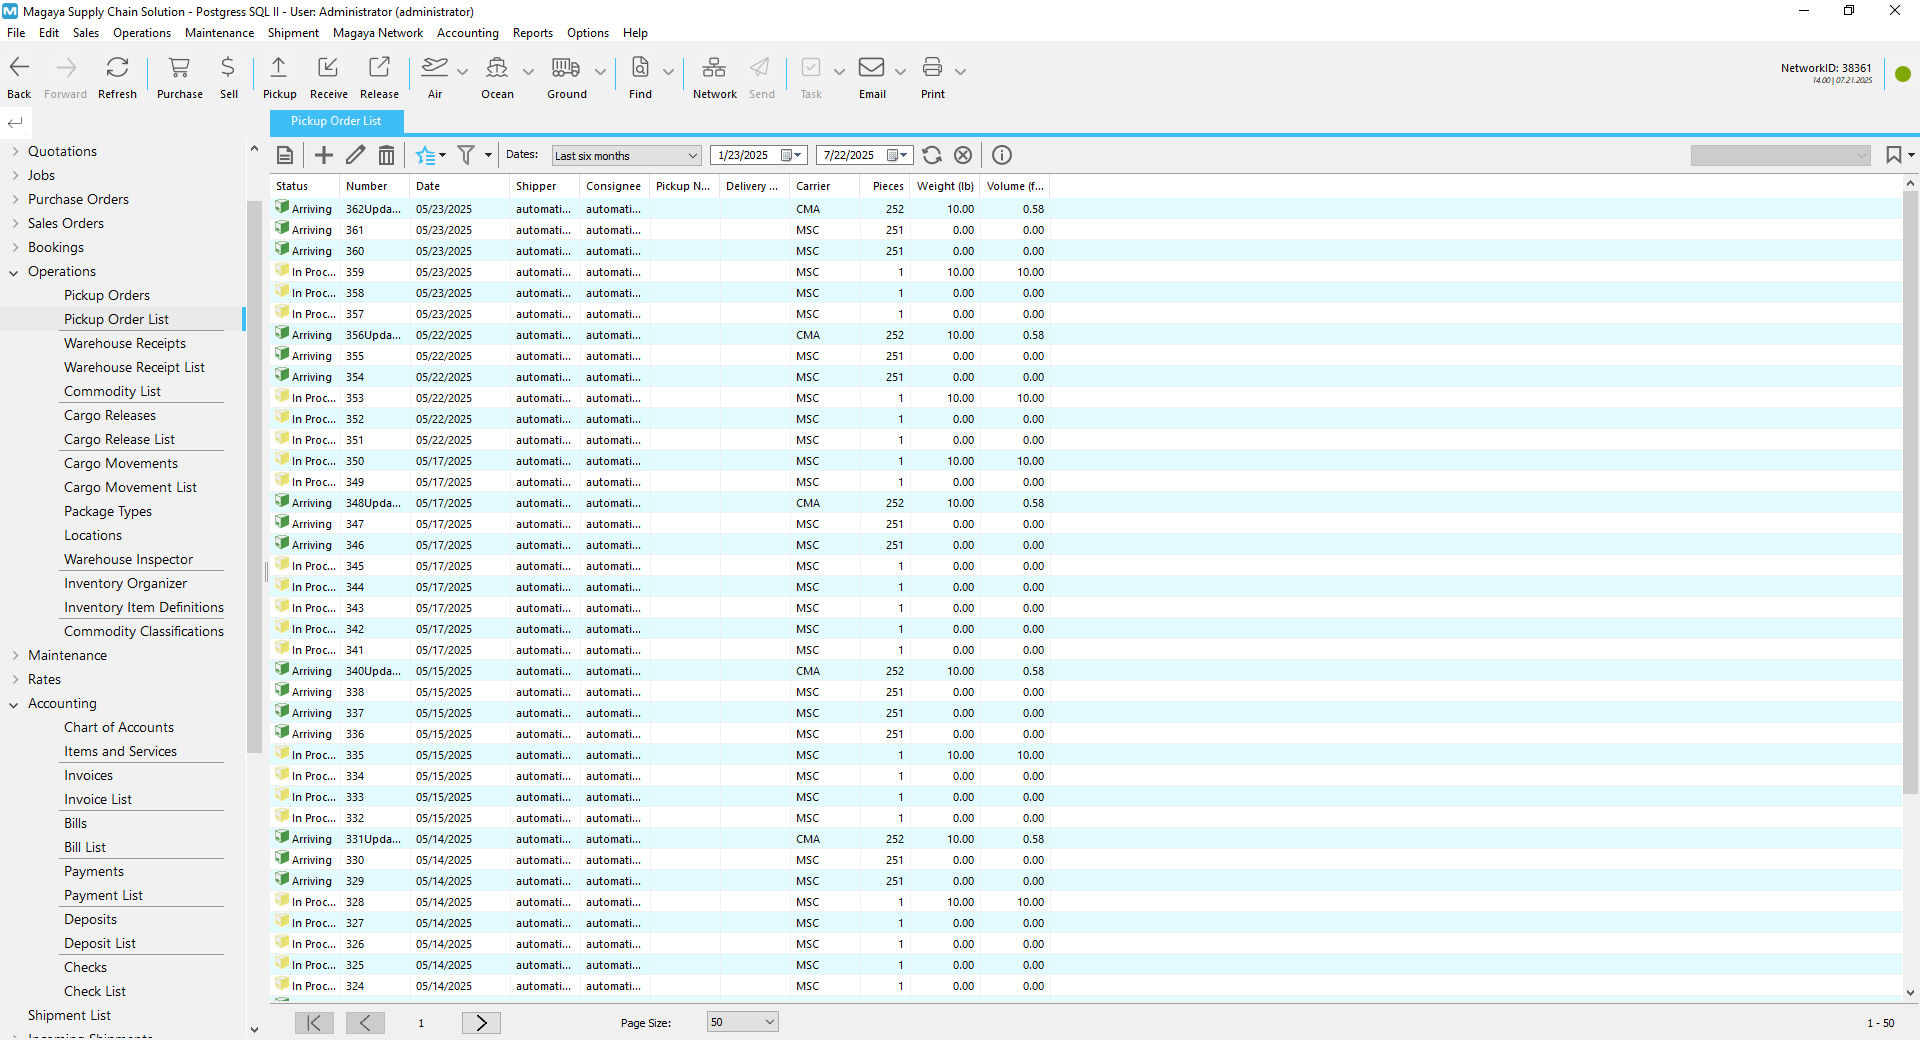 Magaya Supply Chain Solution - Postgress SQL II - User: Administrator (administrator)
File Edit Sales Operations Maintenance Shipment Magaya Network Accounting Reports Options Help
Back Forward Refresh Purchase Sell Pickup Receive Release Air Ocean Ground Find Network Send Task Email Print
NetworkID: 38361
14.00 | 07.21.2025
Quotations
Jobs
Purchase Orders
Sales Orders
Bookings
Operations
Pickup Orders
Pickup Order List
Warehouse Receipts
Warehouse Receipt List
Commodity List
Cargo Releases
Cargo Release List
Cargo Movements
Cargo Movement List
Package Types
Locations
Warehouse Inspector
Inventory Organizer
Inventory Item Definitions
Commodity Classifications
Maintenance
Rates
Accounting
Chart of Accounts
Items and Services
Invoices
Invoice List
Bills
Bill List
Payments
Payment List
Deposits
Deposit List
Checks
Check List
Shipment List
Incoming Shipments
Pickup Order List
Dates: Last six months 1/23/2025 7/22/2025
Status Number Date Shipper Consignee Pickup N... Delivery ... Carrier Pieces Weight (lb) Volume (f...
Arriving 362Upda... 05/23/2025 automati... automati... CMA 252 10.00 0.58
Arriving 361 05/23/2025 automati... automati... MSC 251 0.00 0.00
Arriving 360 05/23/2025 automati... automati... MSC 251 0.00 0.00
In Proc... 359 05/23/2025 automati... automati... MSC 1 10.00 10.00
In Proc... 358 05/23/2025 automati... automati... MSC 1 0.00 0.00
In Proc... 357 05/23/2025 automati... automati... MSC 1 0.00 0.00
Arriving 356Upda... 05/22/2025 automati... automati... CMA 252 10.00 0.58
Arriving 355 05/22/2025 automati... automati... MSC 251 0.00 0.00
Arriving 354 05/22/2025 automati... automati... MSC 251 0.00 0.00
In Proc... 353 05/22/2025 automati... automati... MSC 1 10.00 10.00
In Proc... 352 05/22/2025 automati... automati... MSC 1 0.00 0.00
In Proc... 351 05/22/2025 automati... automati... MSC 1 0.00 0.00
In Proc... 350 05/17/2025 automati... automati... MSC 1 10.00 10.00
In Proc... 349 05/17/2025 automati... automati... MSC 1 0.00 0.00
Arriving 348Upda... 05/17/2025 automati... automati... CMA 252 10.00 0.58
Arriving 347 05/17/2025 automati... automati... MSC 251 0.00 0.00
Arriving 346 05/17/2025 automati... automati... MSC 251 0.00 0.00
In Proc... 345 05/17/2025 automati... automati... MSC 1 0.00 0.00
In Proc... 344 05/17/2025 automati... automati... MSC 1 0.00 0.00
In Proc... 343 05/17/2025 automati... automati... MSC 1 0.00 0.00
In Proc... 342 05/17/2025 automati... automati... MSC 1 0.00 0.00
In Proc... 341 05/17/2025 automati... automati... MSC 1 0.00 0.00
Arriving 340Upda... 05/15/2025 automati... automati... CMA 252 10.00 0.58
Arriving 338 05/15/2025 automati... automati... MSC 251 0.00 0.00
Arriving 337 05/15/2025 automati... automati... MSC 251 0.00 0.00
Arriving 336 05/15/2025 automati... automati... MSC 251 0.00 0.00
In Proc... 335 05/15/2025 automati... automati... MSC 1 10.00 10.00
In Proc... 334 05/15/2025 automati... automati... MSC 1 0.00 0.00
In Proc... 333 05/15/2025 automati... automati... MSC 1 0.00 0.00
In Proc... 332 05/15/2025 automati... automati... MSC 1 0.00 0.00
Arriving 331Upda... 05/14/2025 automati... automati... CMA 252 10.00 0.58
Arriving 330 05/14/2025 automati... automati... MSC 251 0.00 0.00
Arriving 329 05/14/2025 automati... automati... MSC 251 0.00 0.00
In Proc... 328 05/14/2025 automati... automati... MSC 1 10.00 10.00
In Proc... 327 05/14/2025 automati... automati... MSC 1 0.00 0.00
In Proc... 326 05/14/2025 automati... automati... MSC 1 0.00 0.00
In Proc... 325 05/14/2025 automati... automati... MSC 1 0.00 0.00
In Proc... 324 05/14/2025 automati... automati... MSC 1 0.00 0.00
1 Page Size: 50 1 - 50